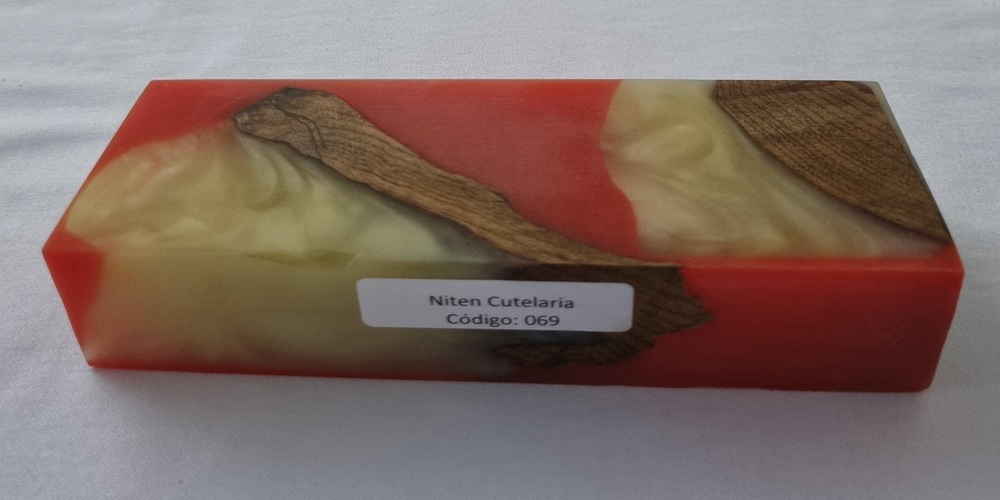 Niten Cutelaria
Código: 069